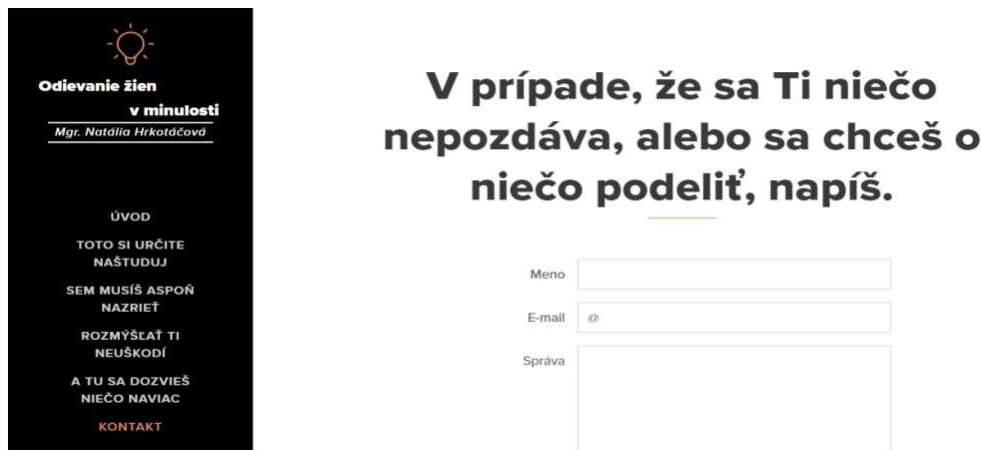 Odievanie žien
v minulosti
Mgr. Natália Hrkotáčová
ÚVOD
TOTO SI URČITE
NAŠTUDUJ
SEM MUSÍŠ ASPOŇ
NAZRIEŤ
ROZMÝŠĽAŤ TI
NEUŠKODÍ
A TU SA DOZVIEŠ
NIEČO NAVIAC
KONTAKT
V prípade, že sa Ti niečo
nepozdáva, alebo sa chceš o
niečo podeliť, napíš.
Meno
E-mail @
Správa